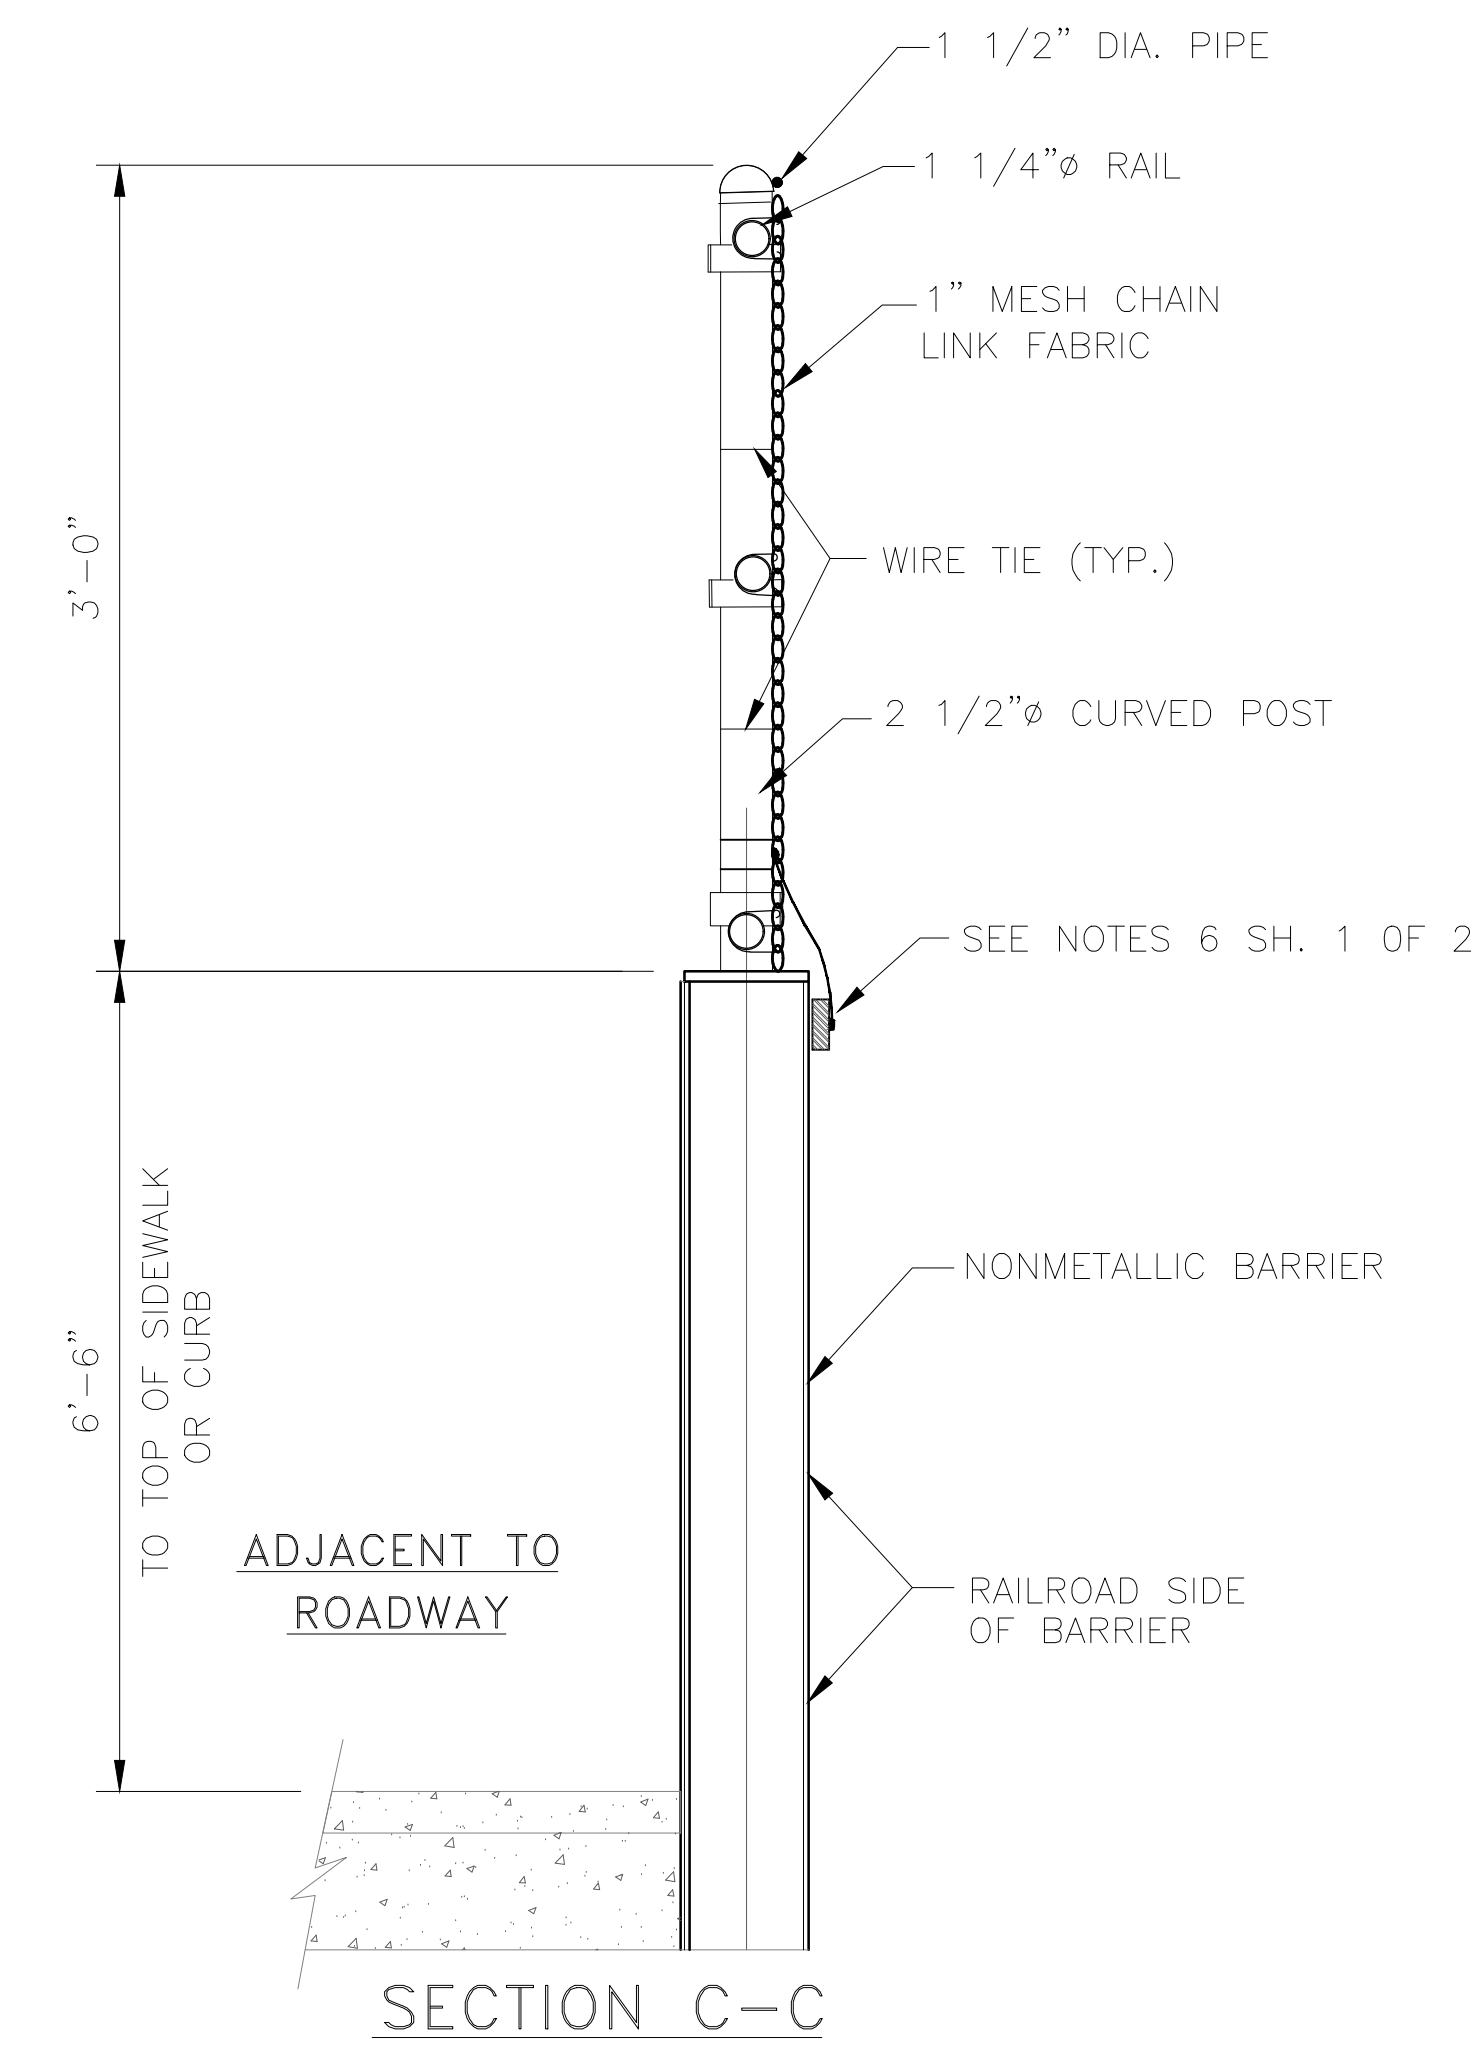 1 1/2" DIA. PIPE
1 1/4"ø RAIL
1" MESH CHAIN
LINK FABRIC
3'-0"
WIRE TIE (TYP.)
2 1/2"ø CURVED POST
SEE NOTES 6 SH. 1 OF 2
6'-6"
TO TOP OF SIDEWALK
OR CURB
NONMETALLIC BARRIER
ADJACENT TO
ROADWAY
RAILROAD SIDE
OF BARRIER
SECTION C-C